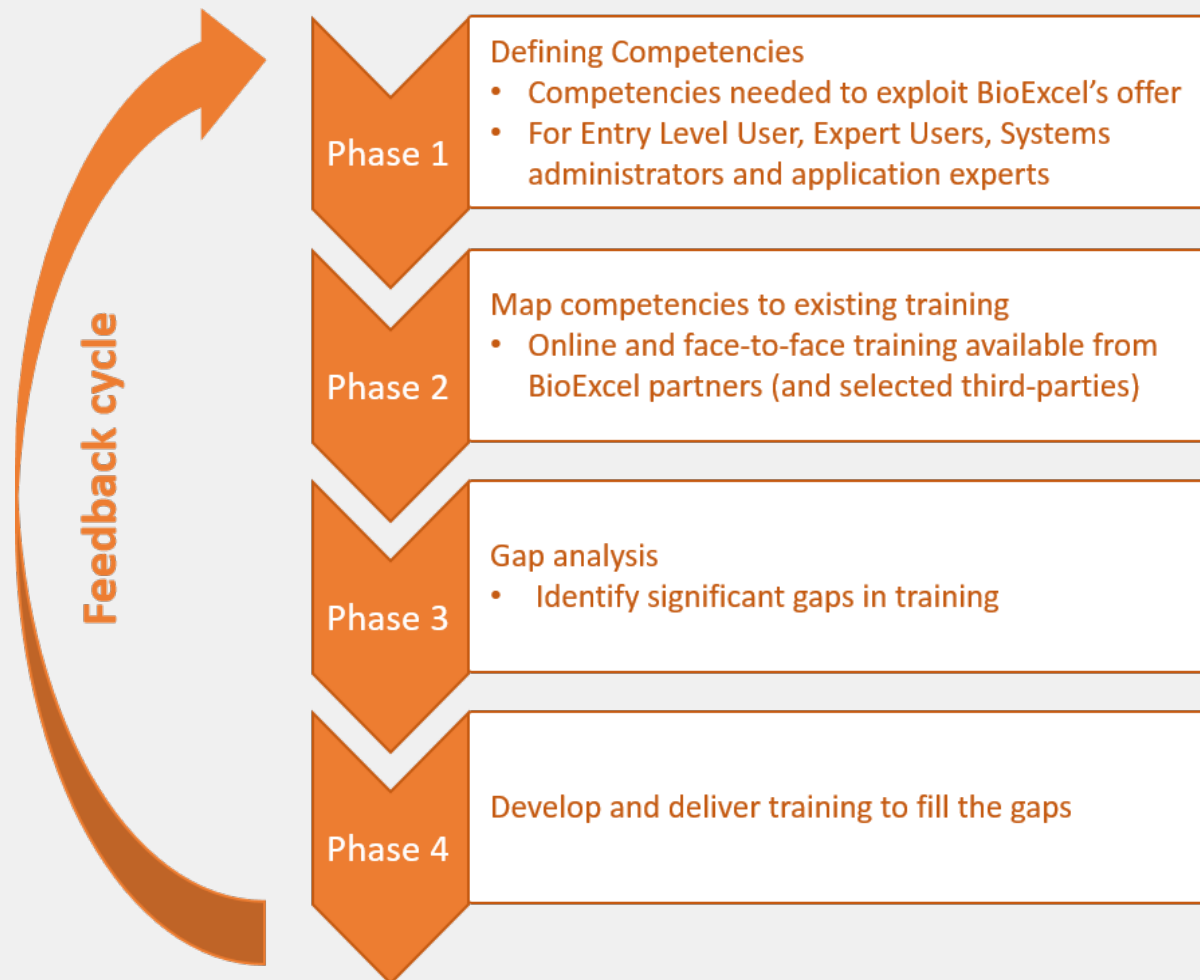 Feedback cycle
Phase 1
Defining Competencies
• Competencies needed to exploit BioExcel's offer
• For Entry Level User, Expert Users, Systems
administrators and application experts
Phase 2
Map competencies to existing training
• Online and face-to-face training available from
BioExcel partners (and selected third-parties)
Phase 3
Gap analysis
• Identify significant gaps in training
Phase 4
Develop and deliver training to fill the gaps